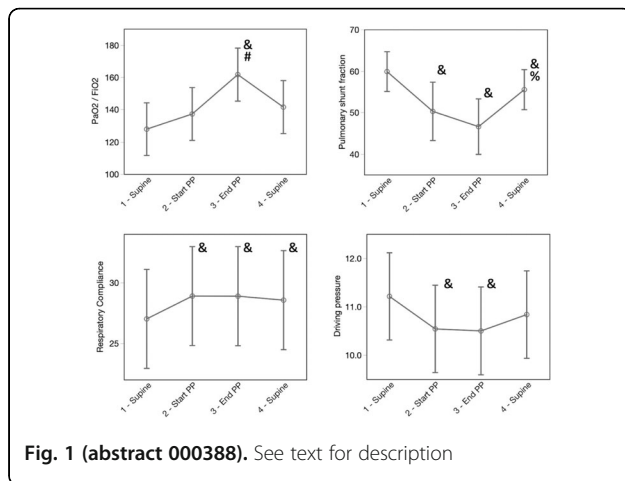 180
160
140
120
100
PaO2 / FiO2
&
#
1 - Supine
2 - Start PP
3 - End PP
4 - Supine
70
60
50
40
Pulmonary shunt fraction
&
&
&
%
1 - Supine
2 - Start PP
3 - End PP
4 - Supine
30
25
Respiratory Compliance
&
&
&
1 - Supine
2 - Start PP
3 - End PP
4 - Supine
12.0
11.0
10.0
Driving pressure
&
&
1 - Supine
2 - Start PP
3 - End PP
4 - Supine
Fig. 1 (abstract 000388). See text for description